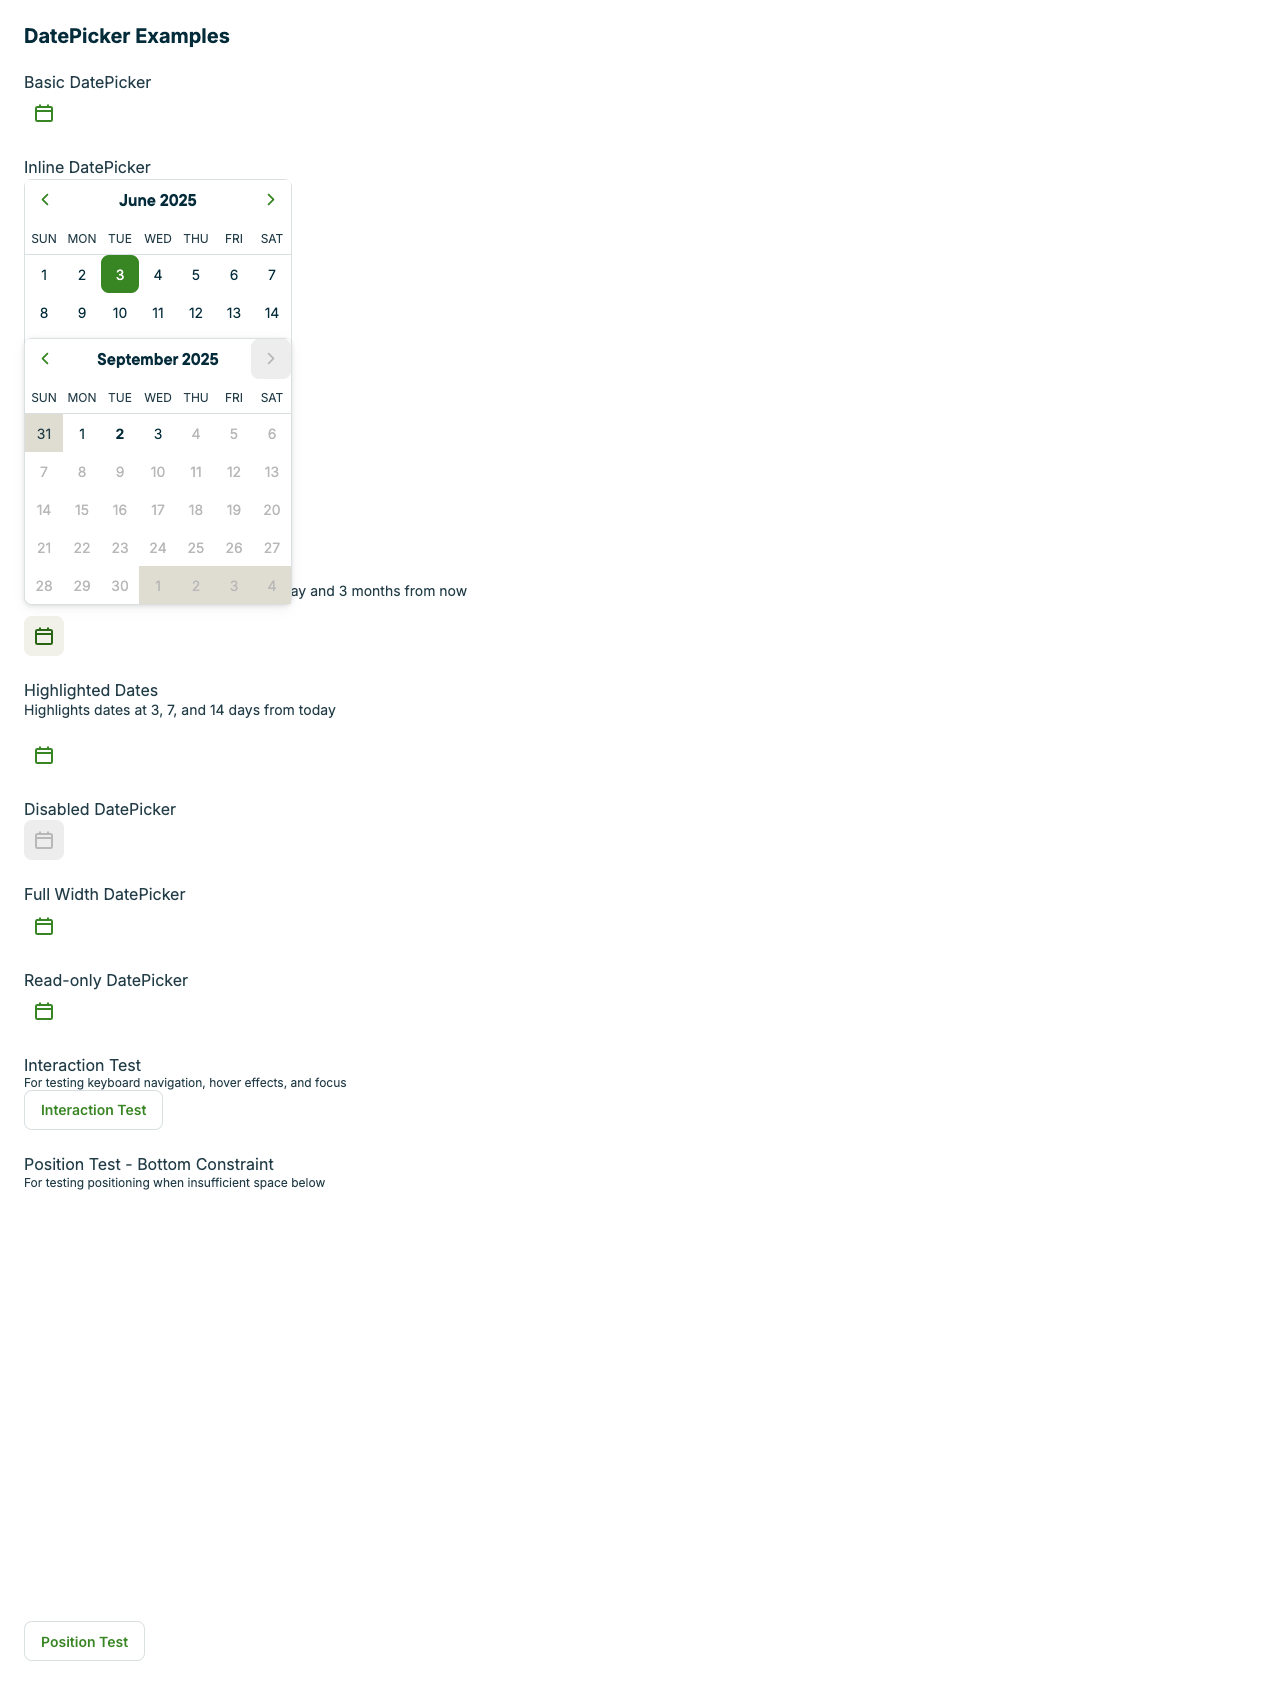 DatePicker Examples
Basic DatePicker
Inline DatePicker
June 2025
SUN MON TUE WED THU FRI SAT
1 2 3 4 5 6 7
8 9 10 11 12 13 14
September 2025
SUN MON TUE WED THU FRI SAT
31 1 2 3 4 5 6
7 8 9 10 11 12 13
14 15 16 17 18 19 20
21 22 23 24 25 26 27
28 29 30 1 2 3 4
ay and 3 months from now
Highlighted Dates
Highlights dates at 3, 7, and 14 days from today
Disabled DatePicker
Full Width DatePicker
Read-only DatePicker
Interaction Test
For testing keyboard navigation, hover effects, and focus
Interaction Test
Position Test - Bottom Constraint
For testing positioning when insufficient space below
Position Test